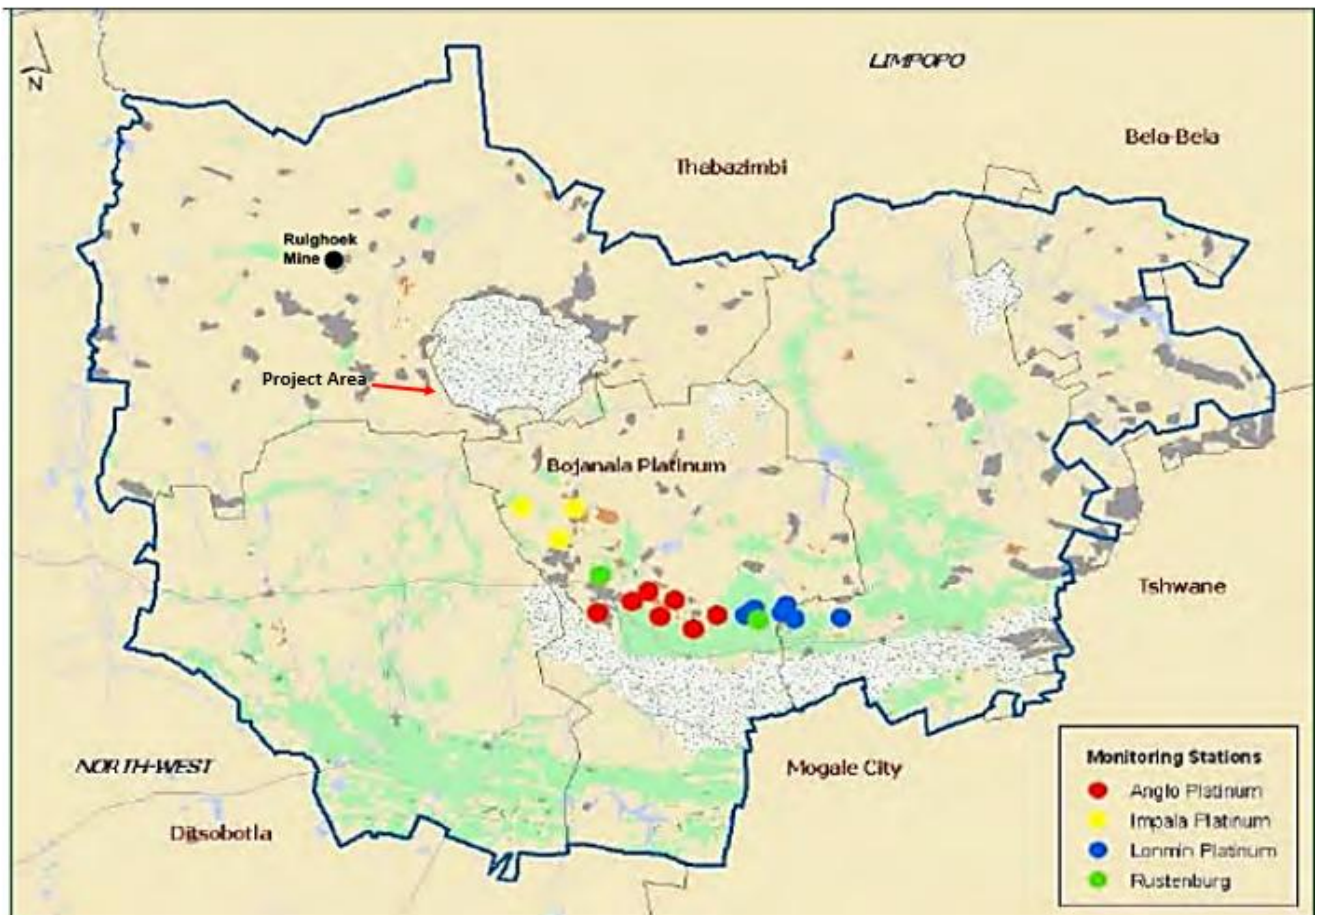 LIMPOPO
Bela-Bela
Thabazimbi
N
Ruighoek
Mine
Project Area
Bojanala Platinum
Tshwane
NORTH-WEST
Mogale City
Ditsobotla
Monitoring Stations
Anglo Platinum
Impala Platinum
Lonmin Platinum
Rustenburg